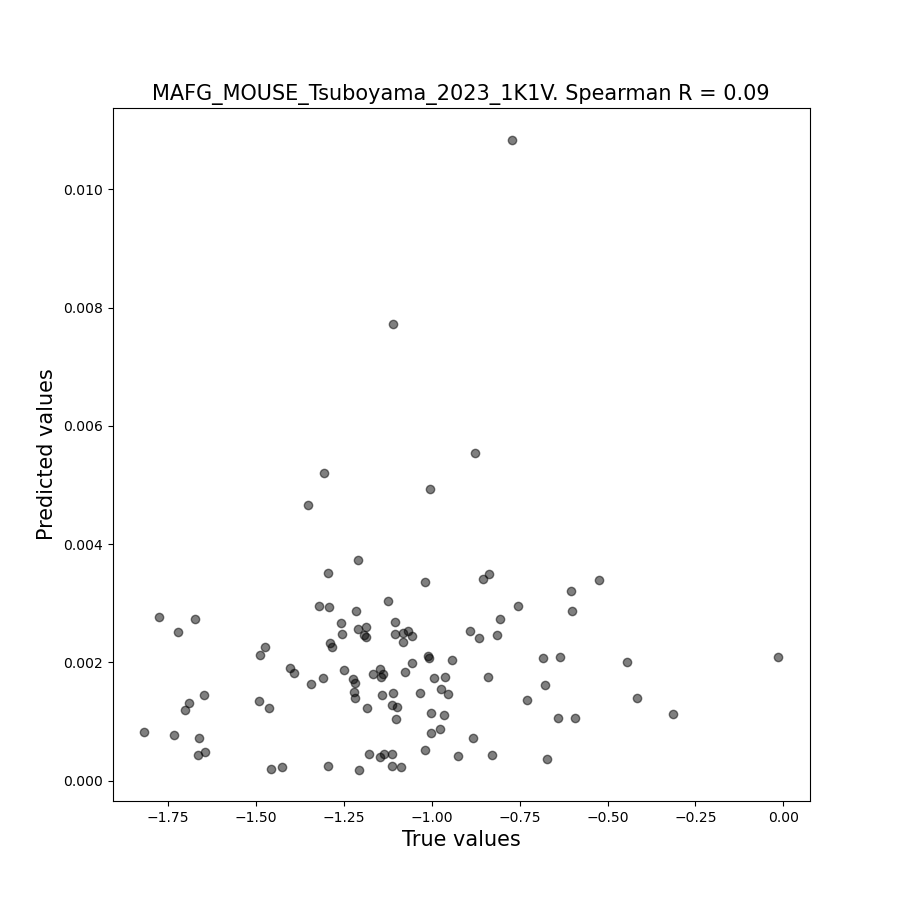 MAFG_MOUSE_Tsuboyama_2023_1K1V. Spearman R = 0.09
Predicted values
0.010
0.008
0.006
0.004
0.002
0.000
−1.75 −1.50 −1.25 −1.00 −0.75 −0.50 −0.25 0.00
True values